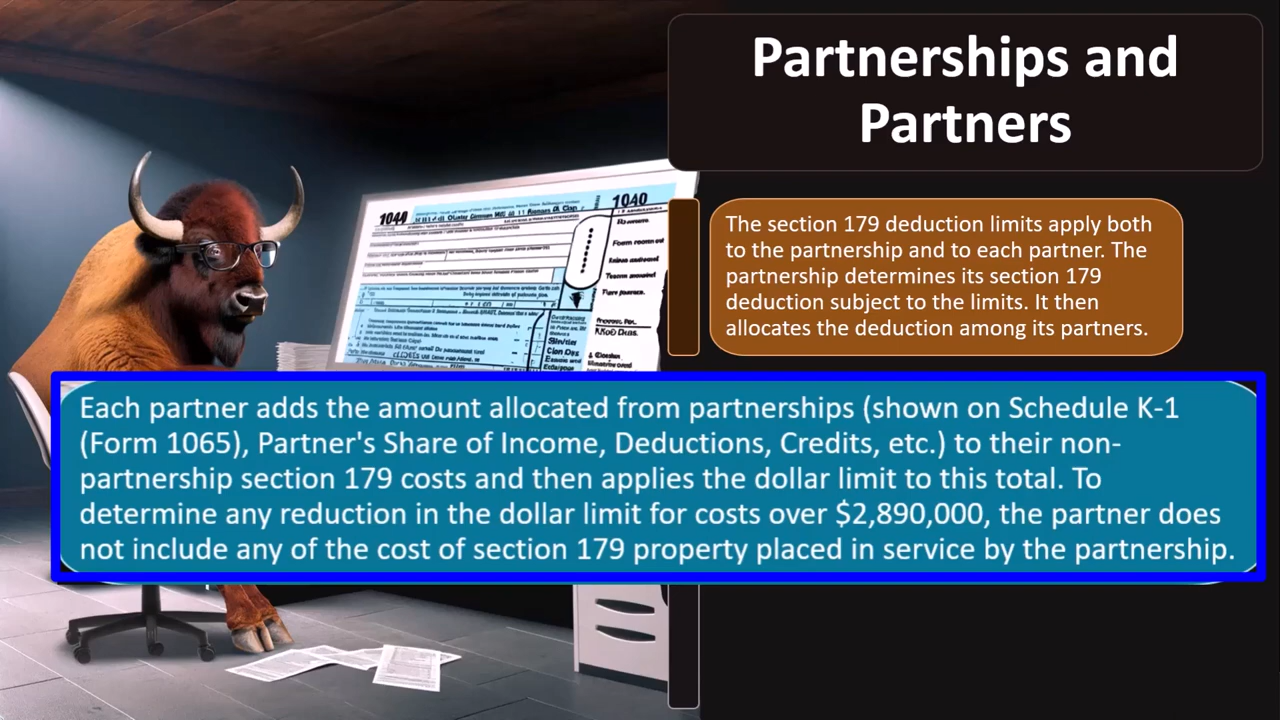 Partnerships and
Partners
1040
1040
The section 179 deduction limits apply both
to the partnership and to each partner. The
partnership determines its section 179
deduction subject to the limits. It then
allocates the deduction among its partners.
Each partner adds the amount allocated from partnerships (shown on Schedule K-1
(Form 1065), Partner's Share of Income, Deductions, Credits, etc.) to their non-
partnership section 179 costs and then applies the dollar limit to this total. To
determine any reduction in the dollar limit for costs over $2,890,000, the partner does
not include any of the cost of section 179 property placed in service by the partnership.